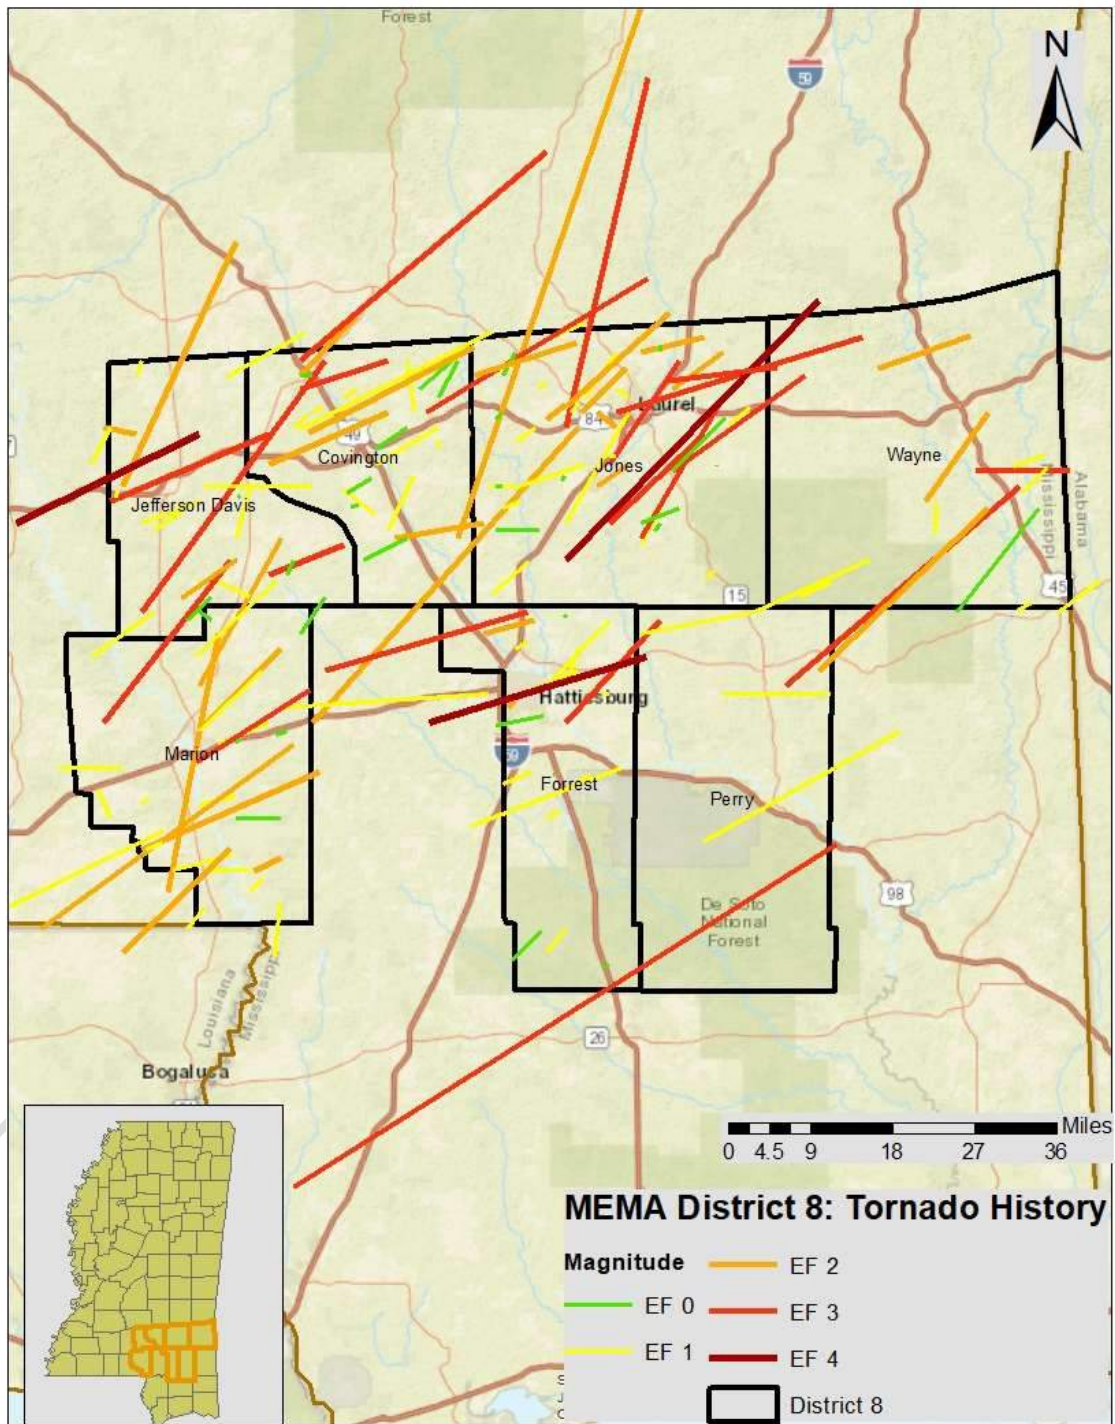 Forest
N
59
84
Laurel
49
Covington
Jones
Wayne
Jefferson Davis
Mississippi
Alabama
15
45
Hattiesburg
Marion
59
Forrest
Perry
98
De Soto
National
Forest
Louisiana
Mississippi
26
Bogalusa
Miles
0 4.5 9 18 27 36
MEMA District 8: Tornado History
Magnitude
EF 2
EF 0
EF 3
EF 1
EF 4
District 8